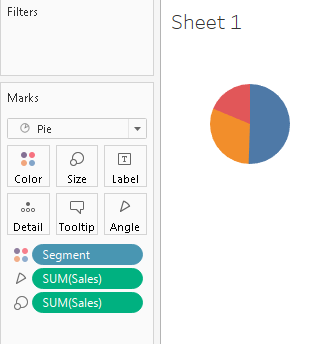 Filters
Sheet 1
Marks
Pie
Color Size Label
Detail Tooltip Angle
Segment
SUM(Sales)
SUM(Sales)